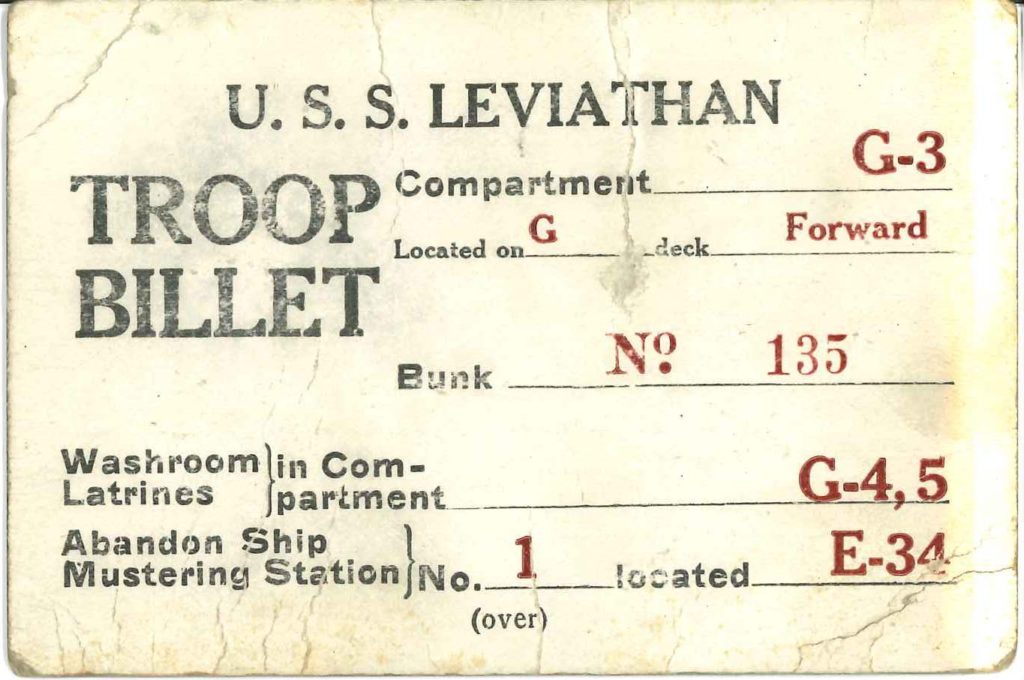 U. S. S. LEVIATHAN
TROOP BILLET
Compartment G-3
Located on G deck Forward
Bunk Nº 135
Washroom Latrines } in Compartment G-4, 5
Abandon Ship Mustering Station } No. 1 located E-34
(over)